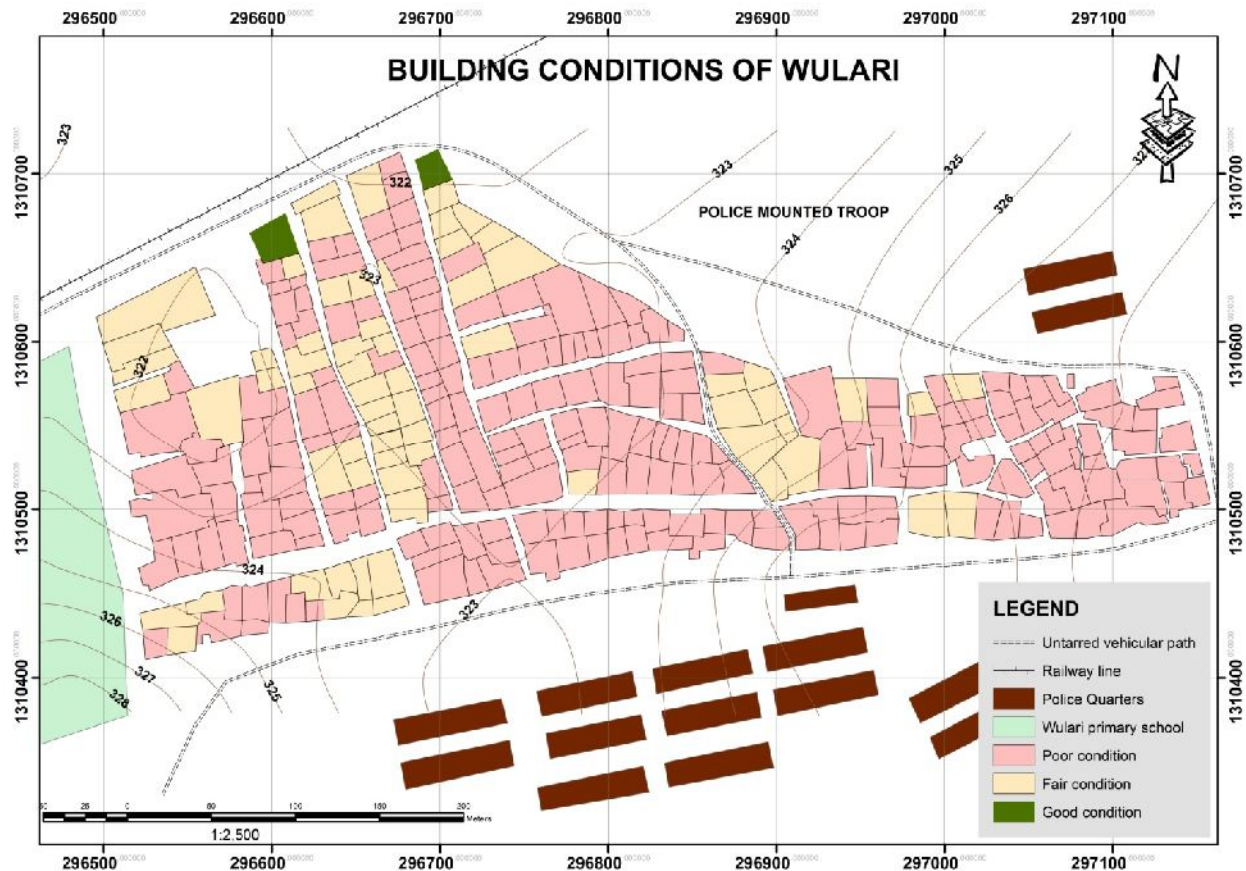 296500 296600 296700 296800 296900 297000 297100
BUILDING CONDITIONS OF WULARI
N
323
1310700
322
323
325
1310700
POLICE MOUNTED TROOP
326
324
323
322
1310600
1310600
1310500
1310500
324
323
326
325
327
328
1310400
1310400
LEGEND
Untarred vehicular path
Railway line
Police Quarters
Wulari primary school
Poor condition
Fair condition
Good condition
0 100 200
Meters
1:2.500
296500 296600 296700 296800 296900 297000 297100